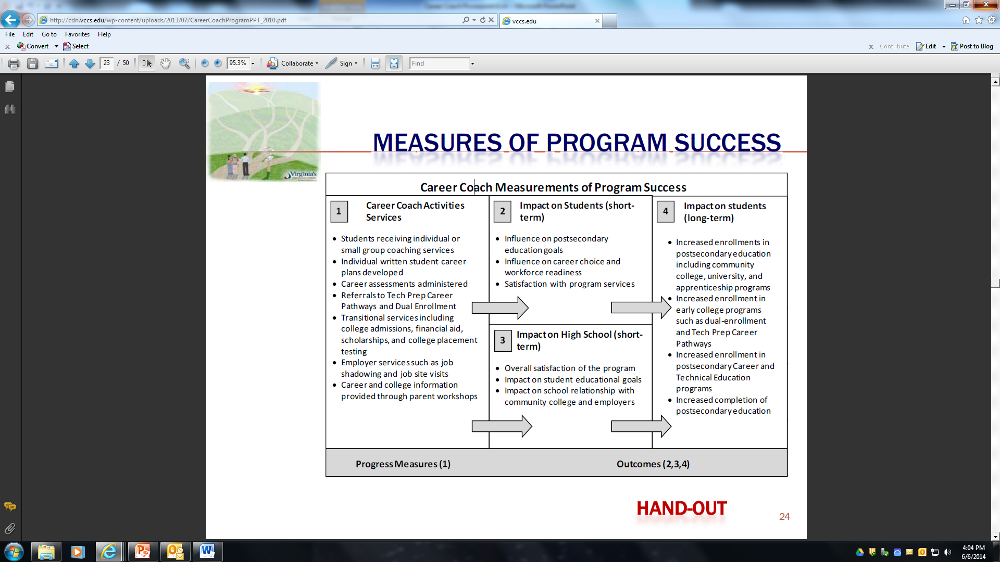 http://cdn.vccs.edu/wp-content/uploads/2013/07/CareerCoachProgramPPT_2010.pdf
vccs.edu
File Edit Go to Favorites Help
Convert Select
Contribute Edit Post to Blog
23 / 50 95.3% Collaborate Sign Find
Virginia's
MEASURES OF PROGRAM SUCCESS
Career Coach Measurements of Program Success
1 Career Coach Activities
Services
• Students receiving individual or
small group coaching services
• Individual written student career
plans developed
• Career assessments administered
• Referrals to Tech Prep Career
Pathways and Dual Enrollment
• Transitional services including
college admissions, financial aid,
scholarships, and college placement
testing
• Employer services such as job
shadowing and job site visits
• Career and college information
provided through parent workshops
2 Impact on Students (short-
term)
• Influence on postsecondary
education goals
• Influence on career choice and
workforce readiness
• Satisfaction with program services
3 Impact on High School (short-
term)
• Overall satisfaction of the program
• Impact on student educational goals
• Impact on school relationship with
community college and employers
4 Impact on students
(long-term)
• Increased enrollments in
postsecondary education
including community
college, university, and
apprenticeship programs
• Increased enrollment in
early college programs
such as dual-enrollment
and Tech Prep Career
Pathways
• Increased enrollment in
postsecondary Career and
Technical Education
programs
• Increased completion of
postsecondary education
Progress Measures (1) Outcomes (2,3,4)
HAND-OUT
24
4:04 PM
6/6/2014